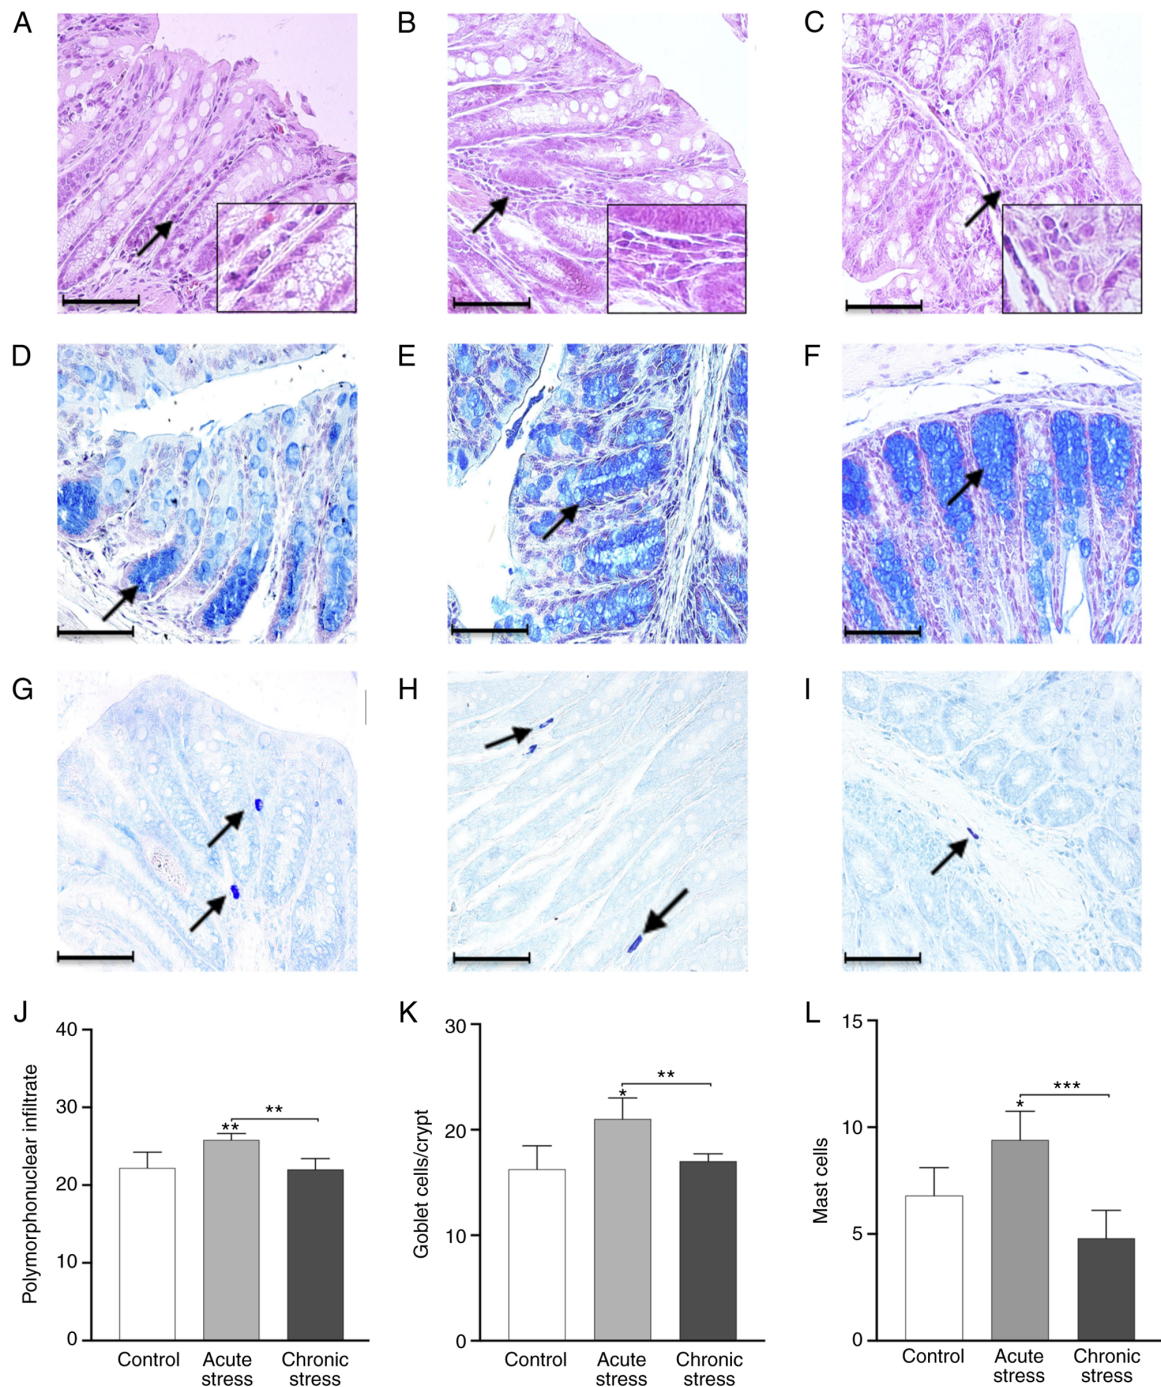 A
B
C
D
E
F
G
H
I
J
K
L
Polymorphonuclear infiltrate
40
30
20
10
0
**
**
Control
Acute
stress
Chronic
stress
Goblet cells/crypt
30
20
10
0
*
**
Control
Acute
stress
Chronic
stress
Mast cells
15
10
5
0
*
***
Control
Acute
stress
Chronic
stress